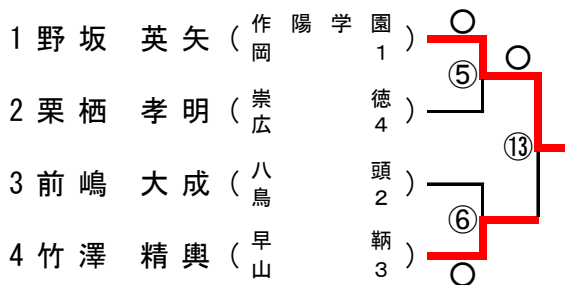 1 野坂 英矢 ( 作陽学園 岡 1 )
⑤
2 栗栖 孝明 ( 崇徳 広 4 )
⑬
3 前嶋 大成 ( 八頭 鳥 2 )
⑥
4 竹澤 精輿 ( 早鞆 山 3 )